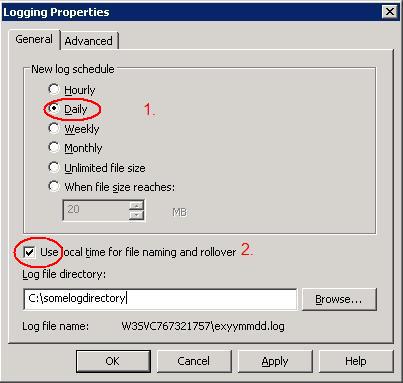 Logging Properties
General Advanced
New log schedule
Hourly
Daily 1.
Weekly
Monthly
Unlimited file size
When file size reaches:
20 MB
Use local time for file naming and rollover 2.
Log file directory:
C:\somelogdirectory
Browse...
Log file name: W3SVC767321757\exyymmdd.log
OK Cancel Apply Help